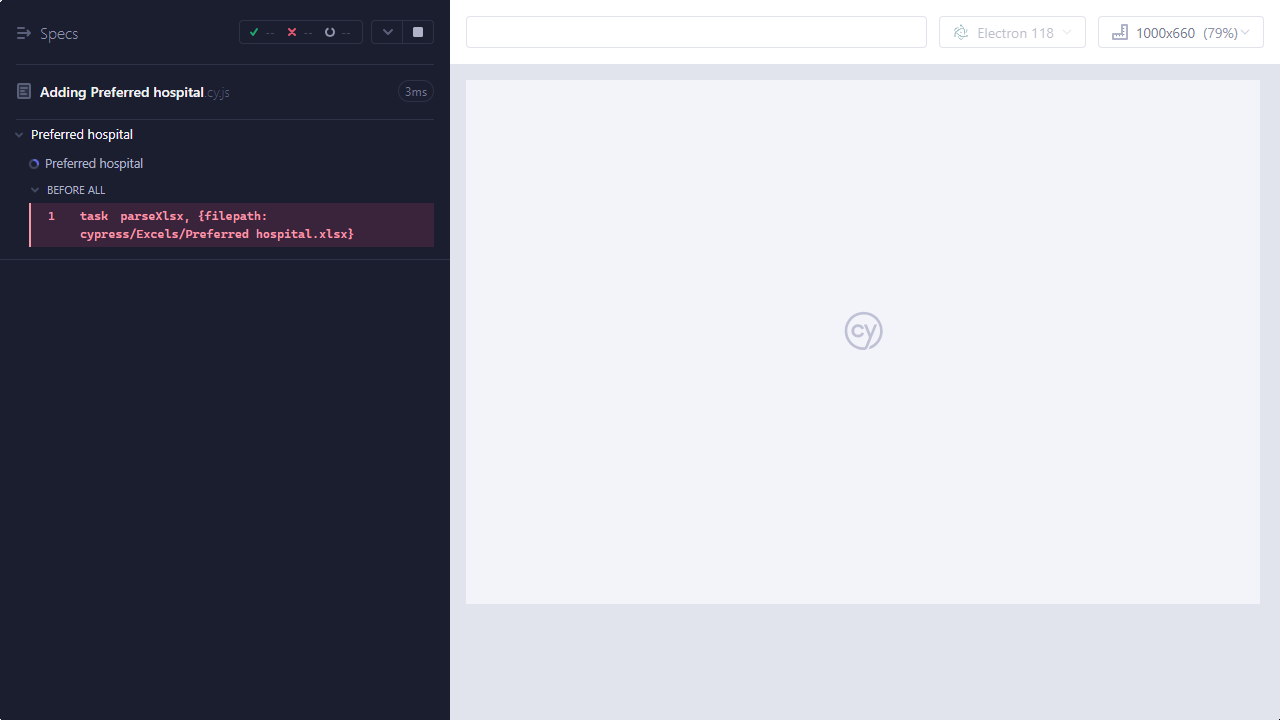 Specs
--
--
--
Electron 118
1000x660 (79%)
Adding Preferred hospital.cy.js
3ms
Preferred hospital
Preferred hospital
BEFORE ALL
1 task parseXlsx, {filepath:
cypress/Excels/Preferred hospital.xlsx}
cy